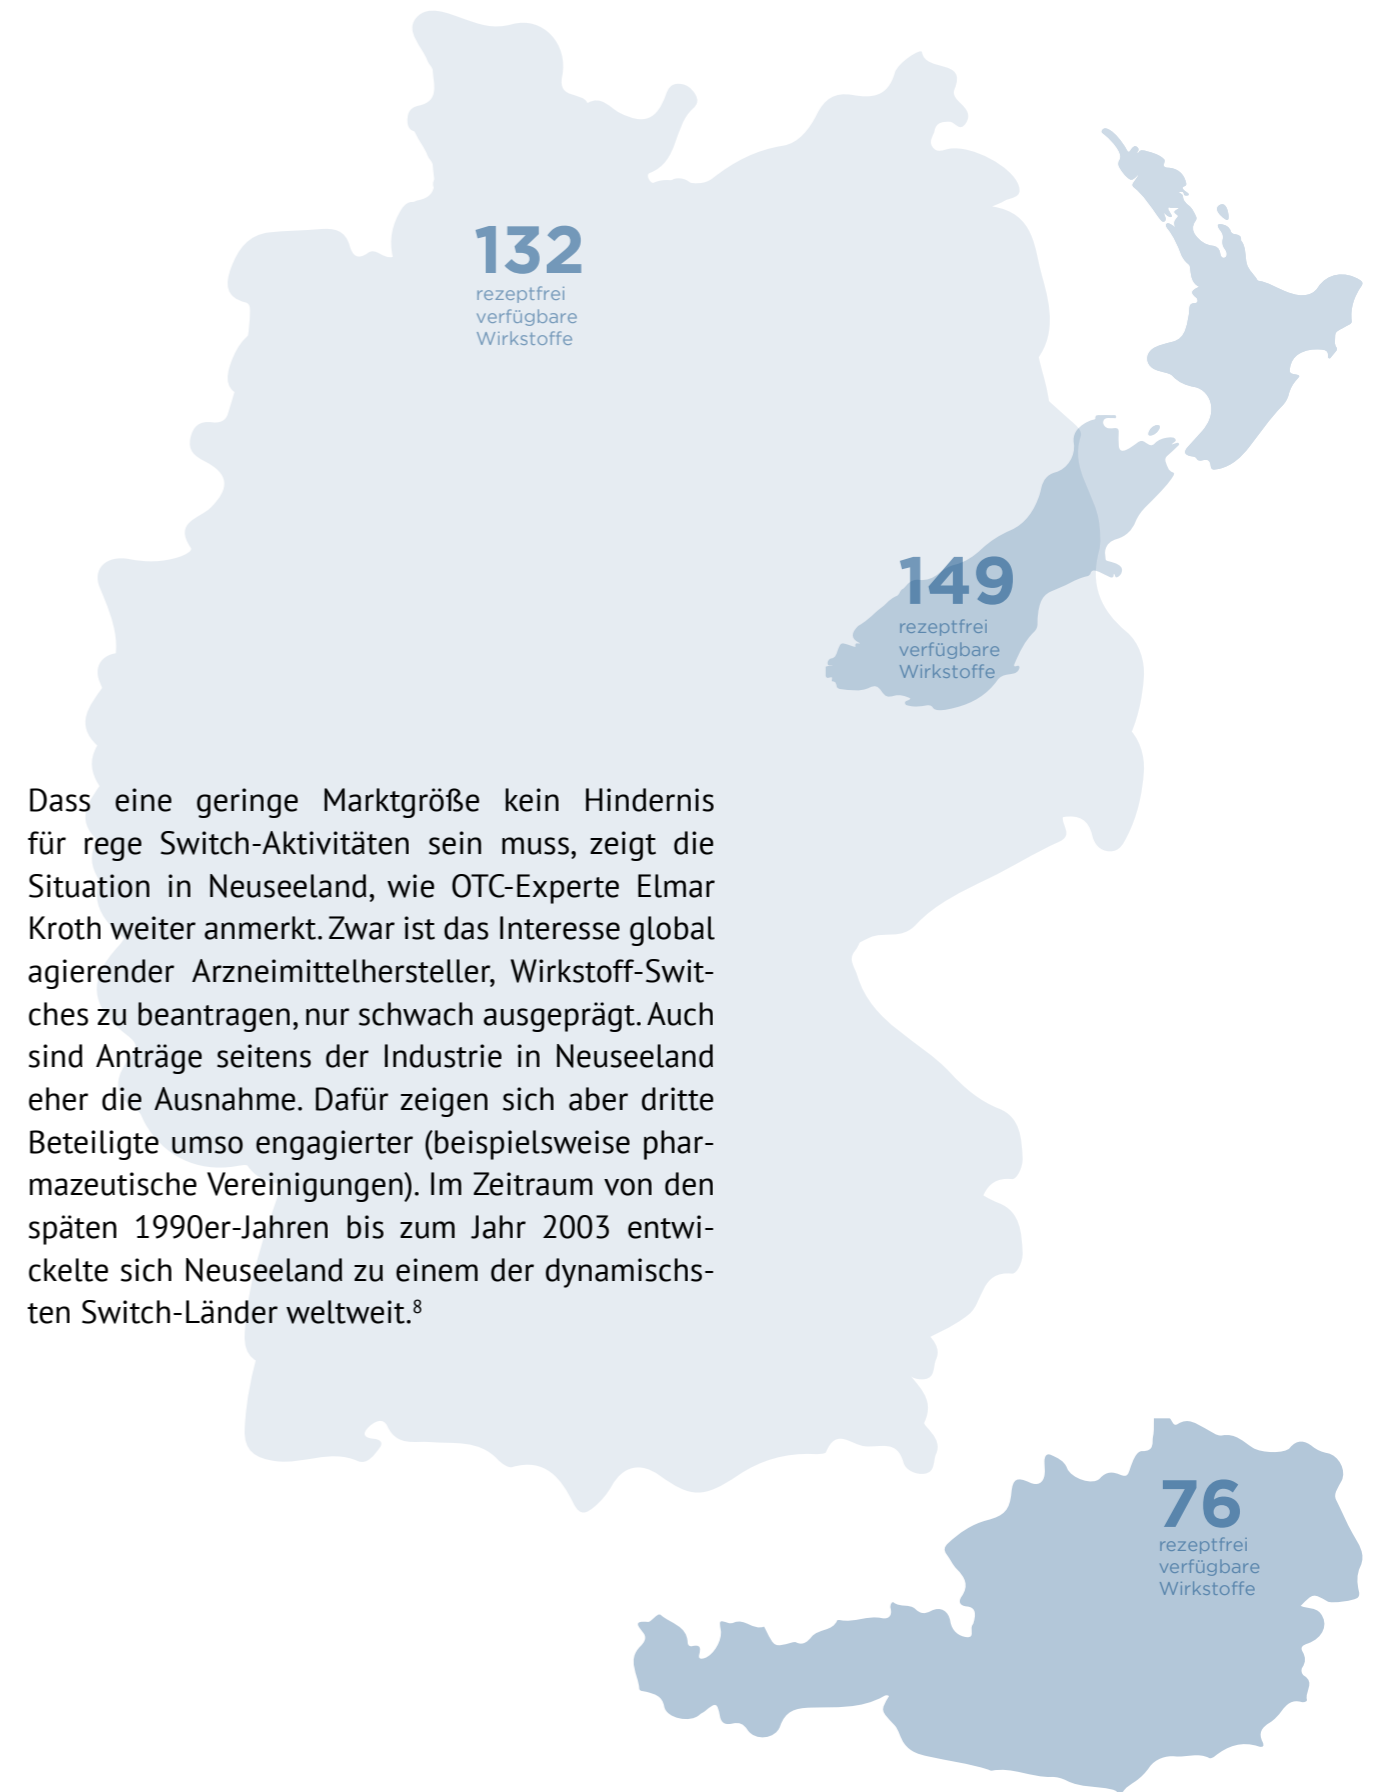 132
rezeptfrei
verfügbare
Wirkstoffe
149
rezeptfrei
verfügbare
Wirkstoffe
Dass eine geringe Marktgröße kein Hindernis
für rege Switch-Aktivitäten sein muss, zeigt die
Situation in Neuseeland, wie OTC-Experte Elmar
Kroth weiter anmerkt. Zwar ist das Interesse global
agierender Arzneimittelhersteller, Wirkstoff-Swit-
ches zu beantragen, nur schwach ausgeprägt. Auch
sind Anträge seitens der Industrie in Neuseeland
eher die Ausnahme. Dafür zeigen sich aber dritte
Beteiligte umso engagierter (beispielsweise phar-
mazeutische Vereinigungen). Im Zeitraum von den
späten 1990er-Jahren bis zum Jahr 2003 entwi-
ckelte sich Neuseeland zu einem der dynamischs-
ten Switch-Länder weltweit.⁸
76
rezeptfrei
verfügbare
Wirkstoffe